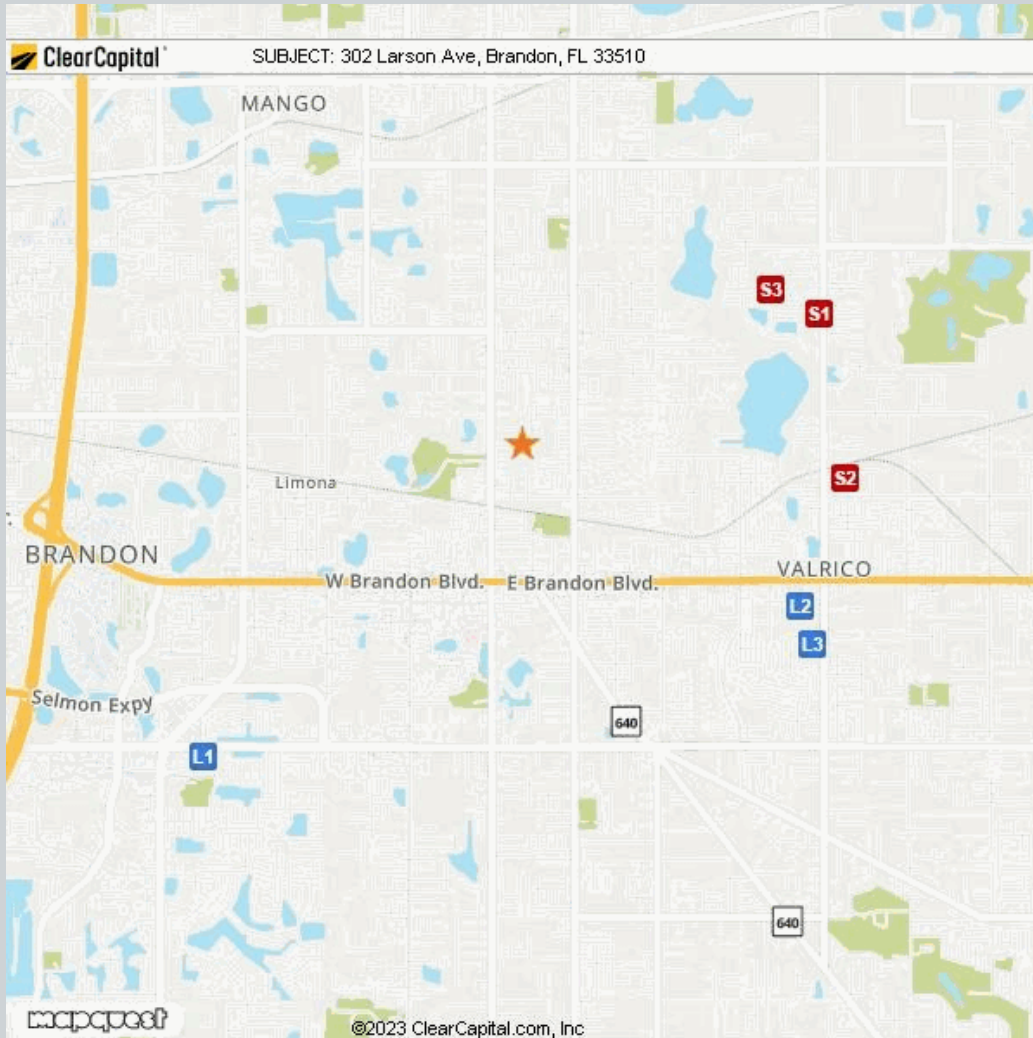 ClearCapital
SUBJECT: 302 Larson Ave, Brandon, FL 33510
MANGO
S3
S1
Limona
S2
BRANDON
VALRICO
W Brandon Blvd.
E Brandon Blvd.
L2
L3
Selmon Expy
640
L1
640
mapquest
©2023 ClearCapital.com, Inc